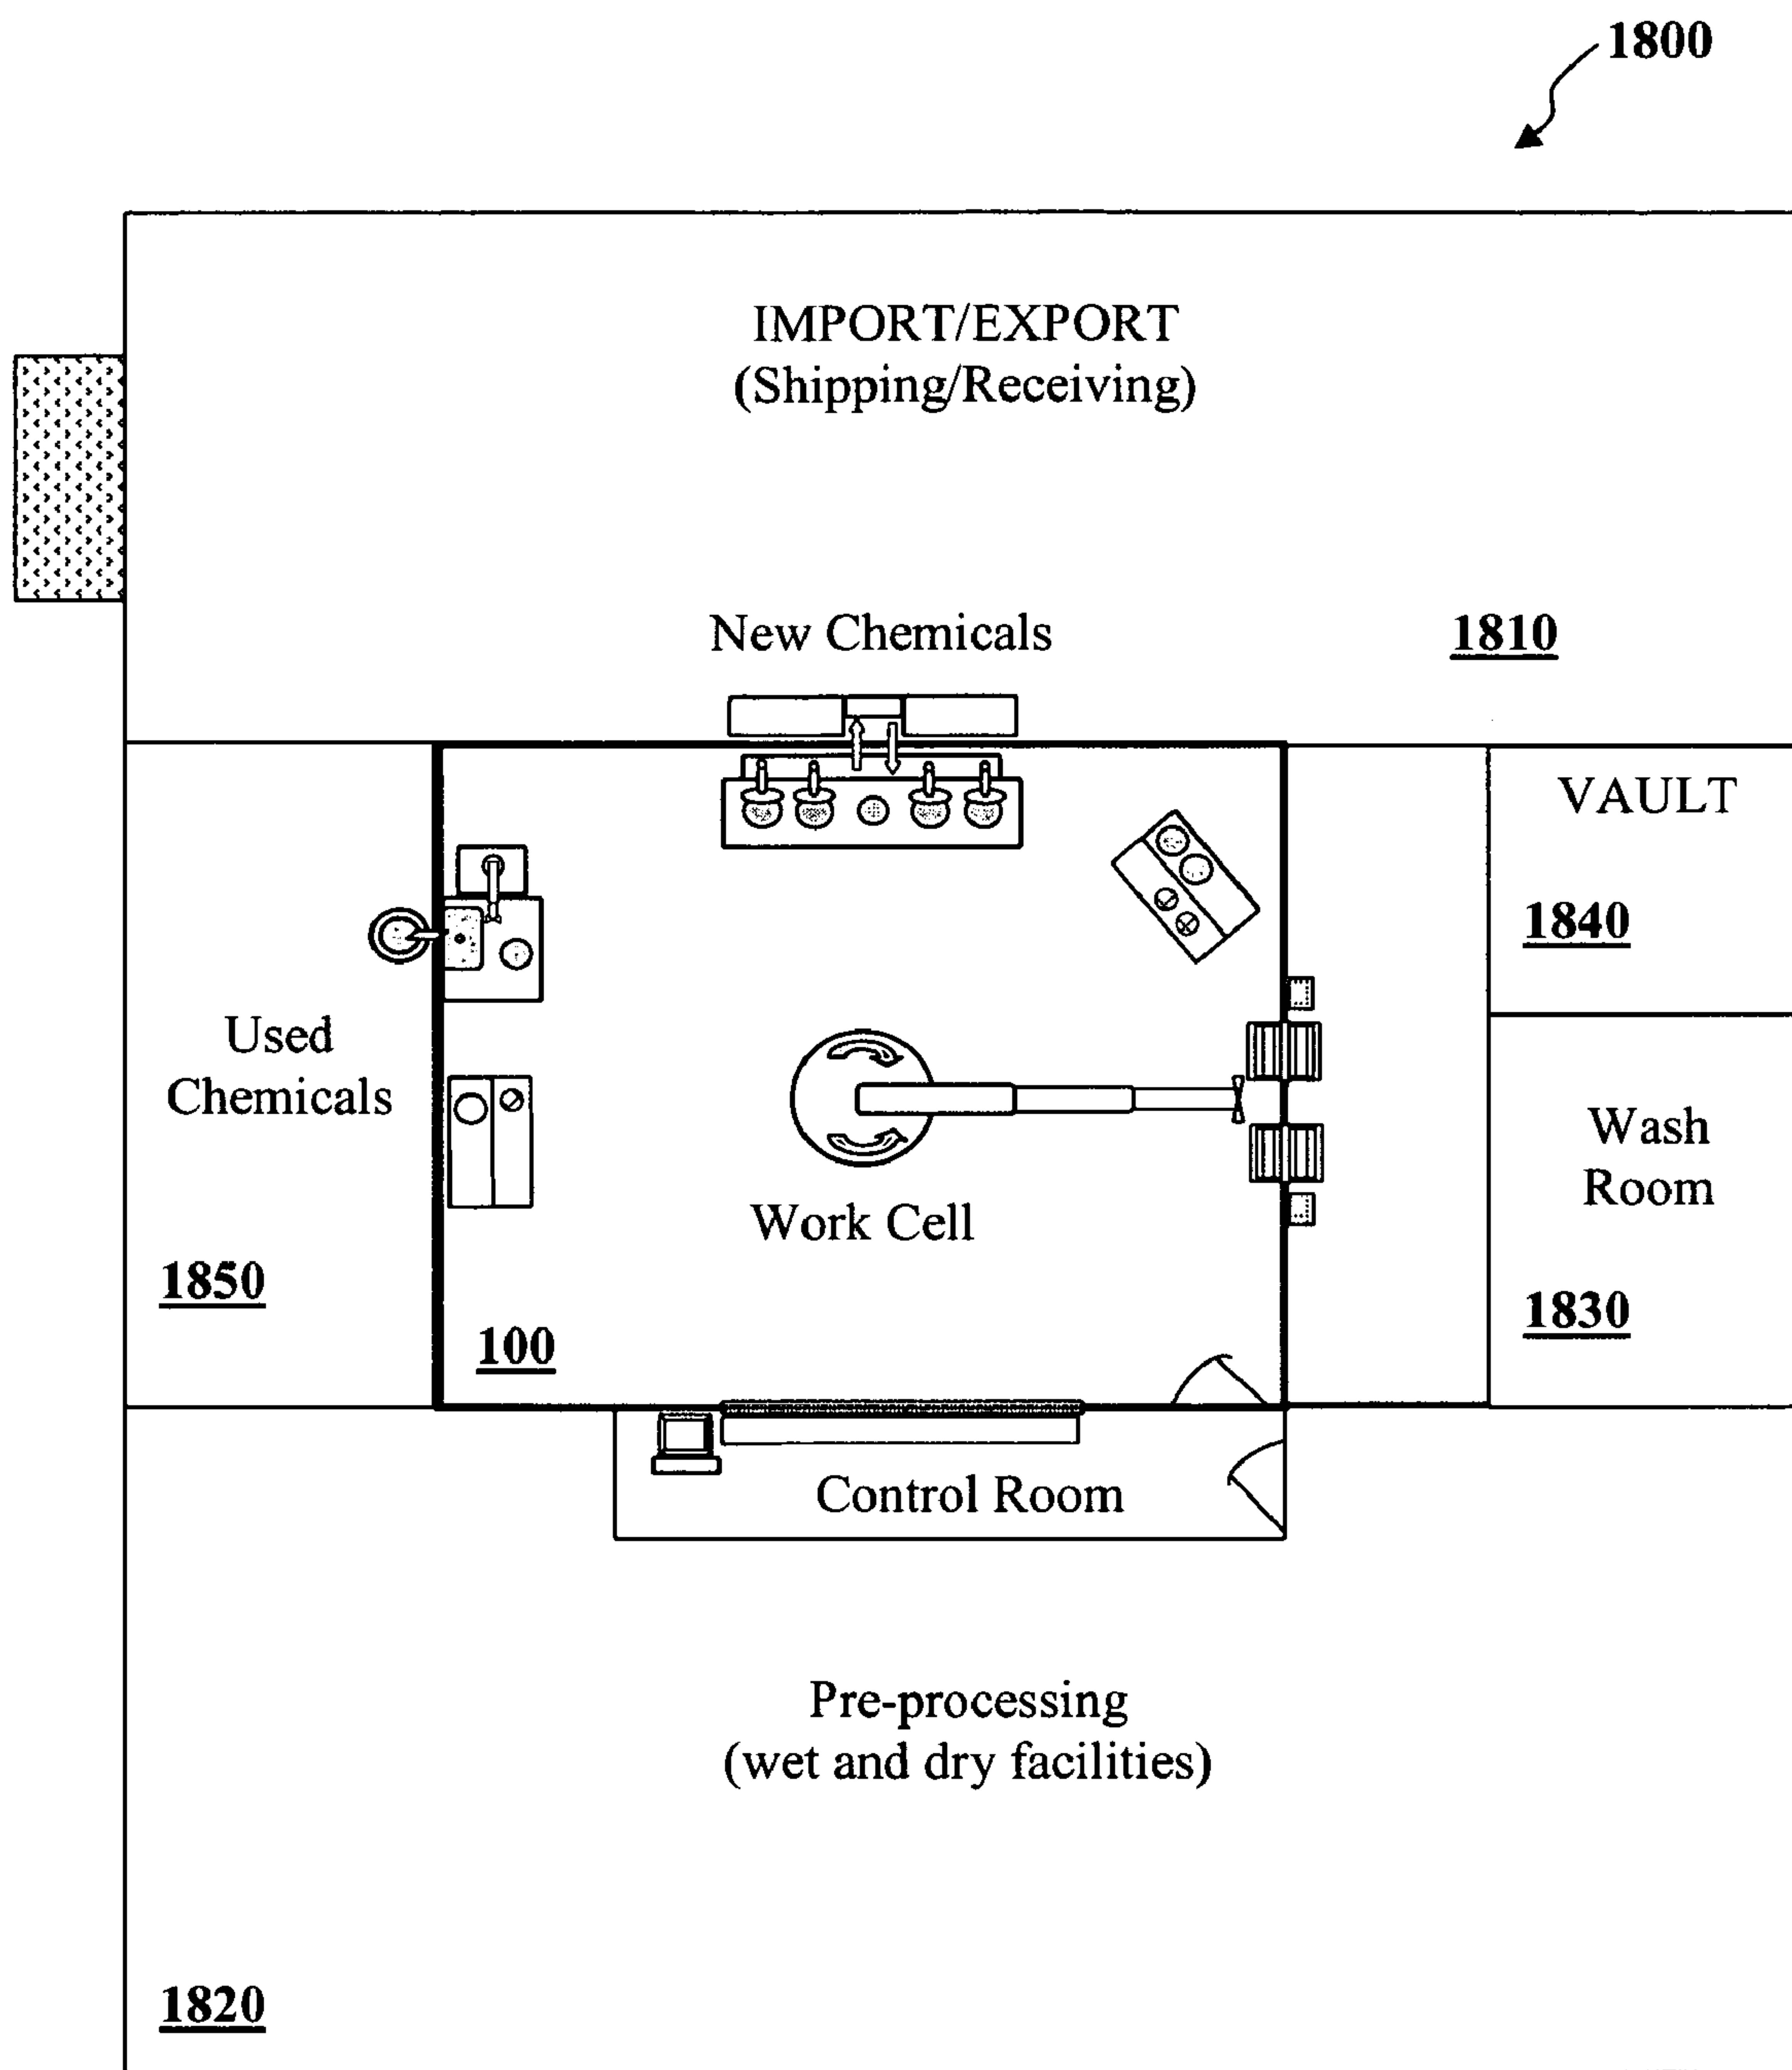 1800
IMPORT/EXPORT
(Shipping/Receiving)
New Chemicals
1810
VAULT
1840
Used
Chemicals
Wash
Room
Work Cell
1850
1830
100
Control Room
Pre-processing
(wet and dry facilities)
1820